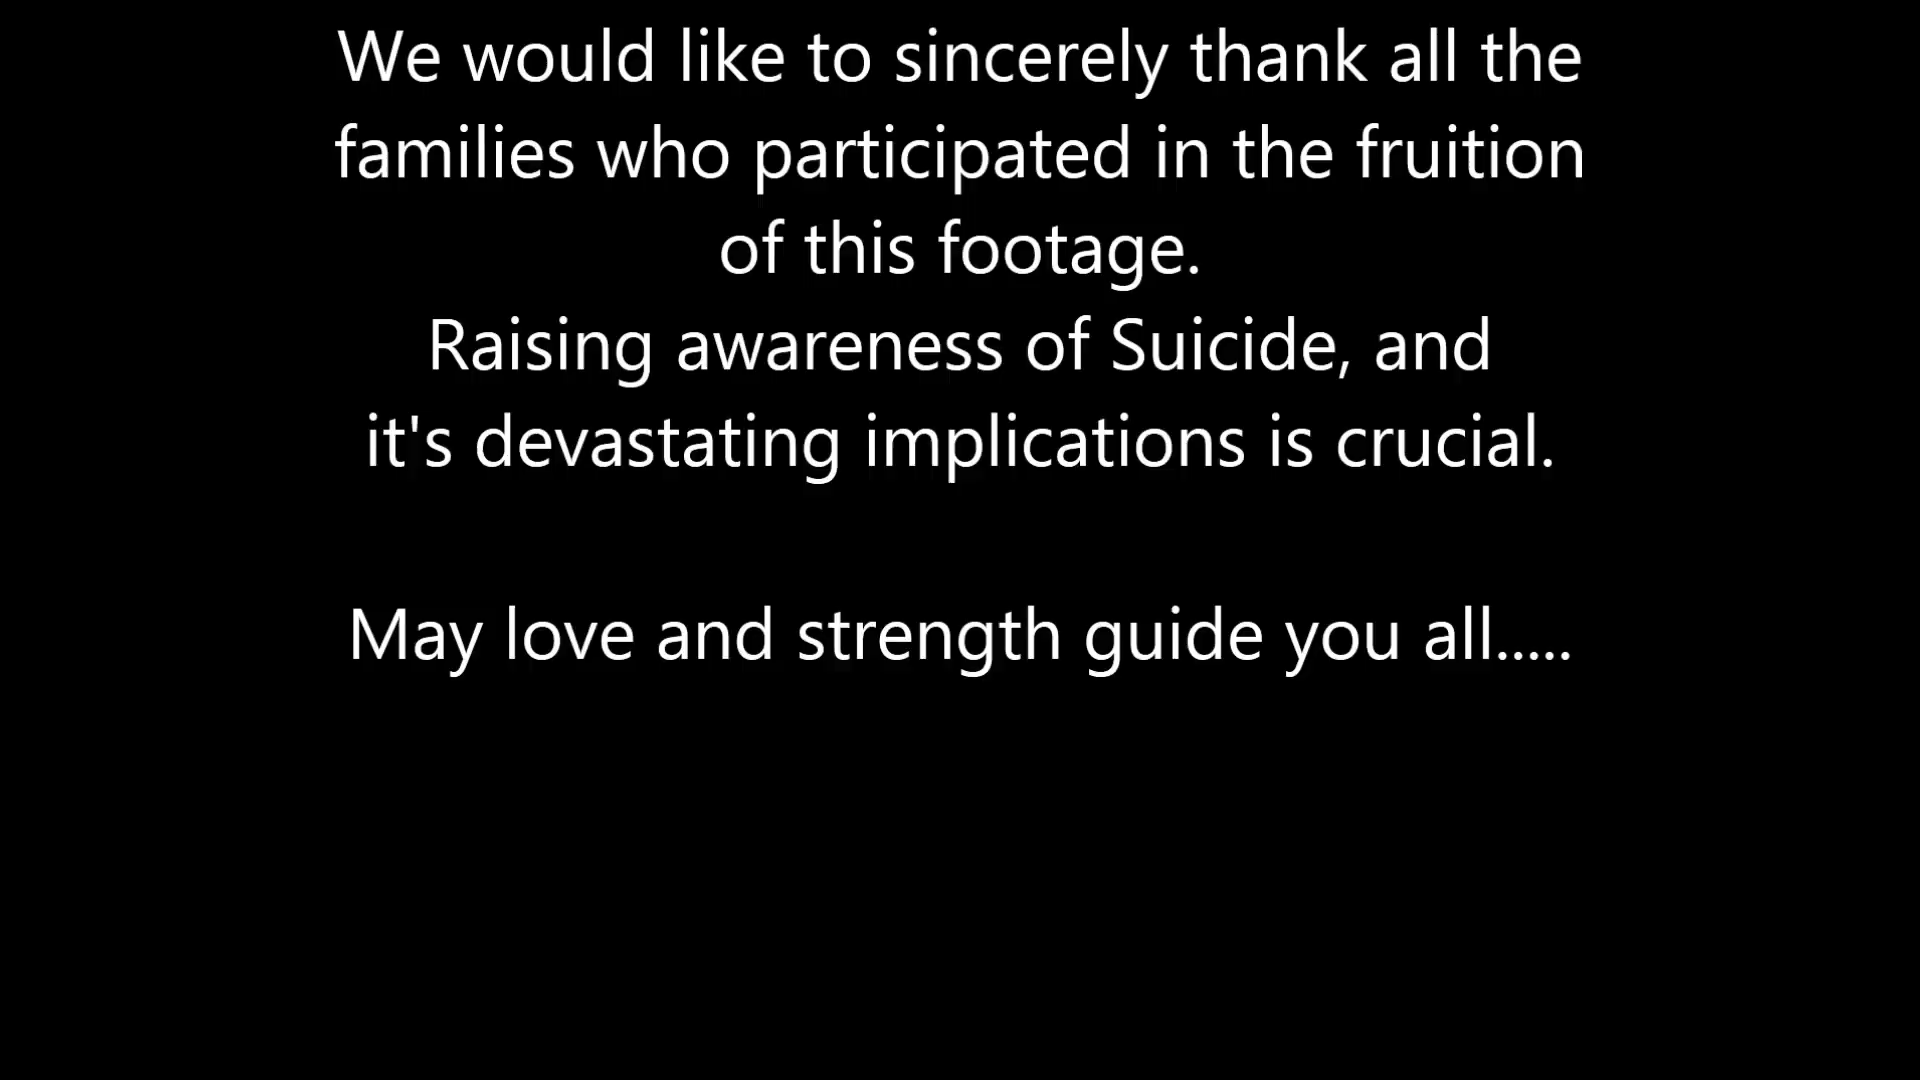 We would like to sincerely thank all the
families who participated in the fruition
of this footage.
Raising awareness of Suicide, and
it's devastating implications is crucial.
May love and strength guide you all.....